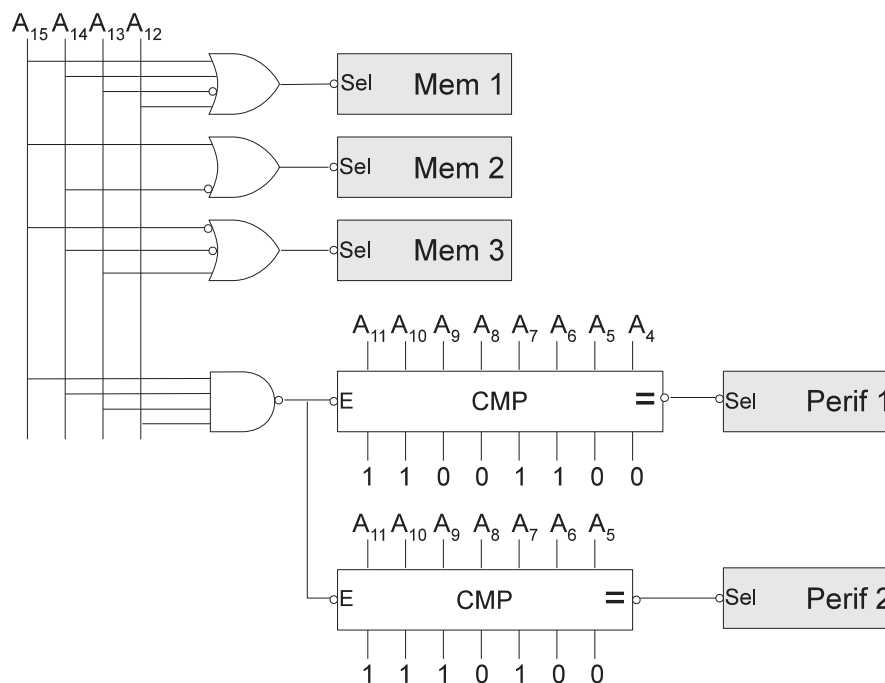 A15 A14 A13 A12
Sel Mem 1
Sel Mem 2
Sel Mem 3
A11 A10 A9 A8 A7 A6 A5 A4
E CMP =
Sel Perif 1
1 1 0 0 1 1 0 0
A11 A10 A9 A8 A7 A6 A5
E CMP =
Sel Perif 2
1 1 1 0 1 0 0